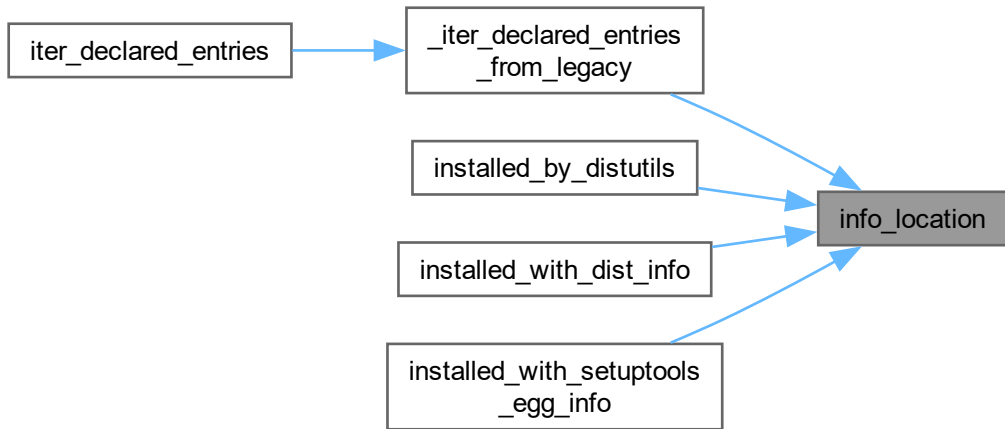 iter_declared_entries
_iter_declared_entries
_from_legacy
installed_by_distutils
info_location
installed_with_dist_info
installed_with_setuptools
_egg_info